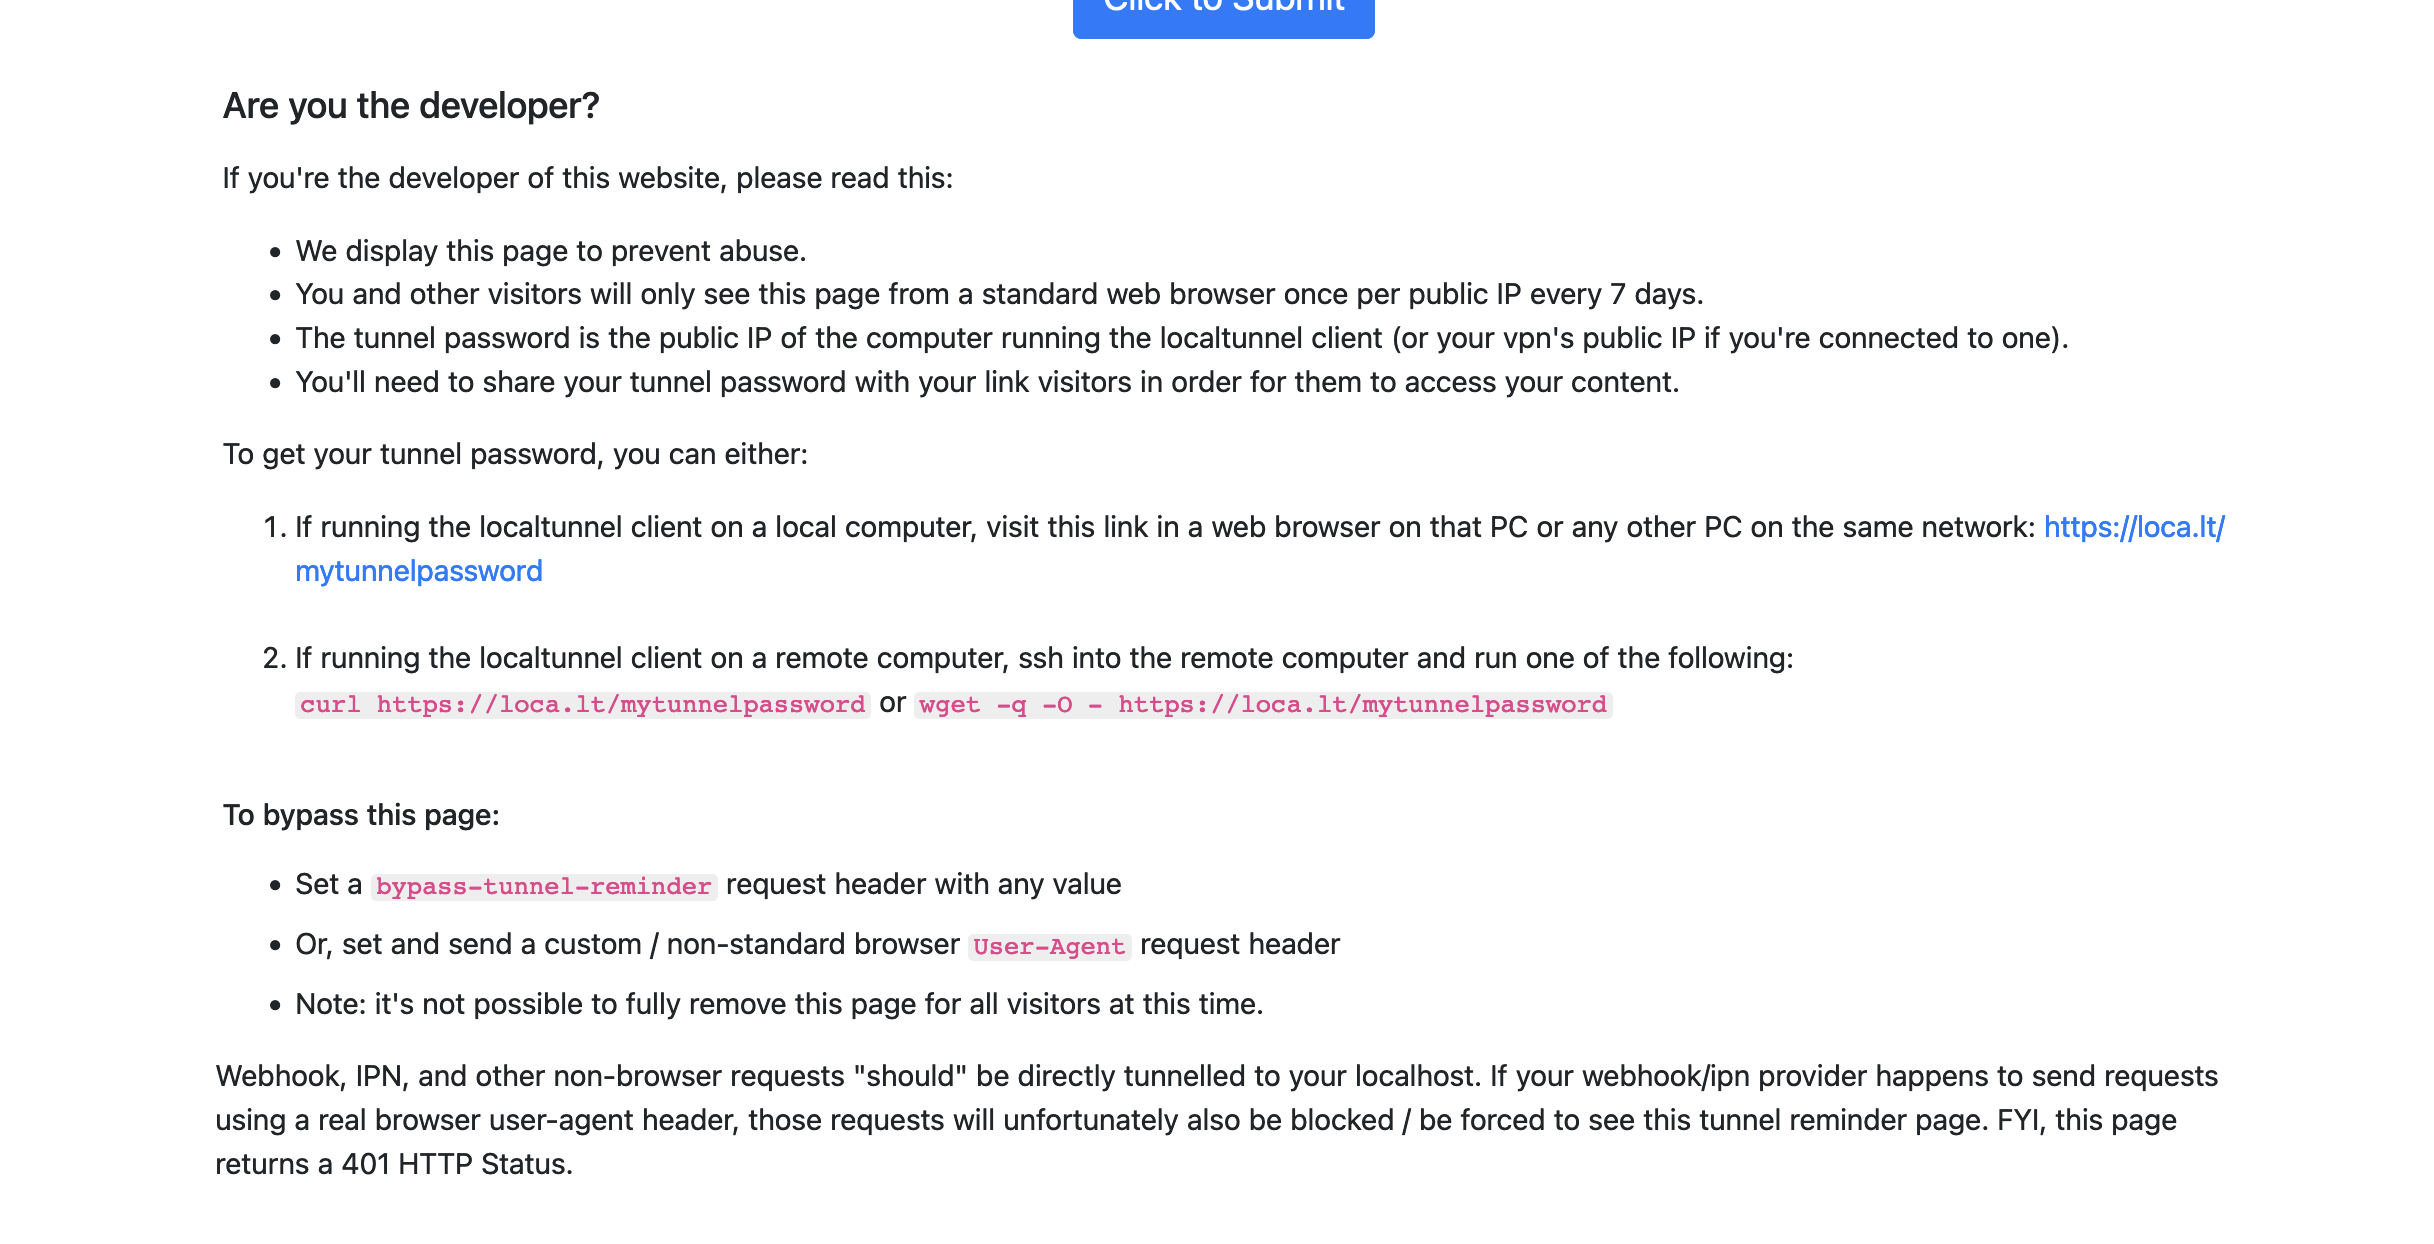 Click to Submit
Are you the developer?
If you're the developer of this website, please read this:
• We display this page to prevent abuse.
• You and other visitors will only see this page from a standard web browser once per public IP every 7 days.
• The tunnel password is the public IP of the computer running the localtunnel client (or your vpn's public IP if you're connected to one).
• You'll need to share your tunnel password with your link visitors in order for them to access your content.
To get your tunnel password, you can either:
1. If running the localtunnel client on a local computer, visit this link in a web browser on that PC or any other PC on the same network: https://loca.lt/
mytunnelpassword
2. If running the localtunnel client on a remote computer, ssh into the remote computer and run one of the following:
curl https://loca.lt/mytunnelpassword or wget -q -O - https://loca.lt/mytunnelpassword
To bypass this page:
• Set a bypass-tunnel-reminder request header with any value
• Or, set and send a custom / non-standard browser User-Agent request header
• Note: it's not possible to fully remove this page for all visitors at this time.
Webhook, IPN, and other non-browser requests "should" be directly tunnelled to your localhost. If your webhook/ipn provider happens to send requests
using a real browser user-agent header, those requests will unfortunately also be blocked / be forced to see this tunnel reminder page. FYI, this page
returns a 401 HTTP Status.